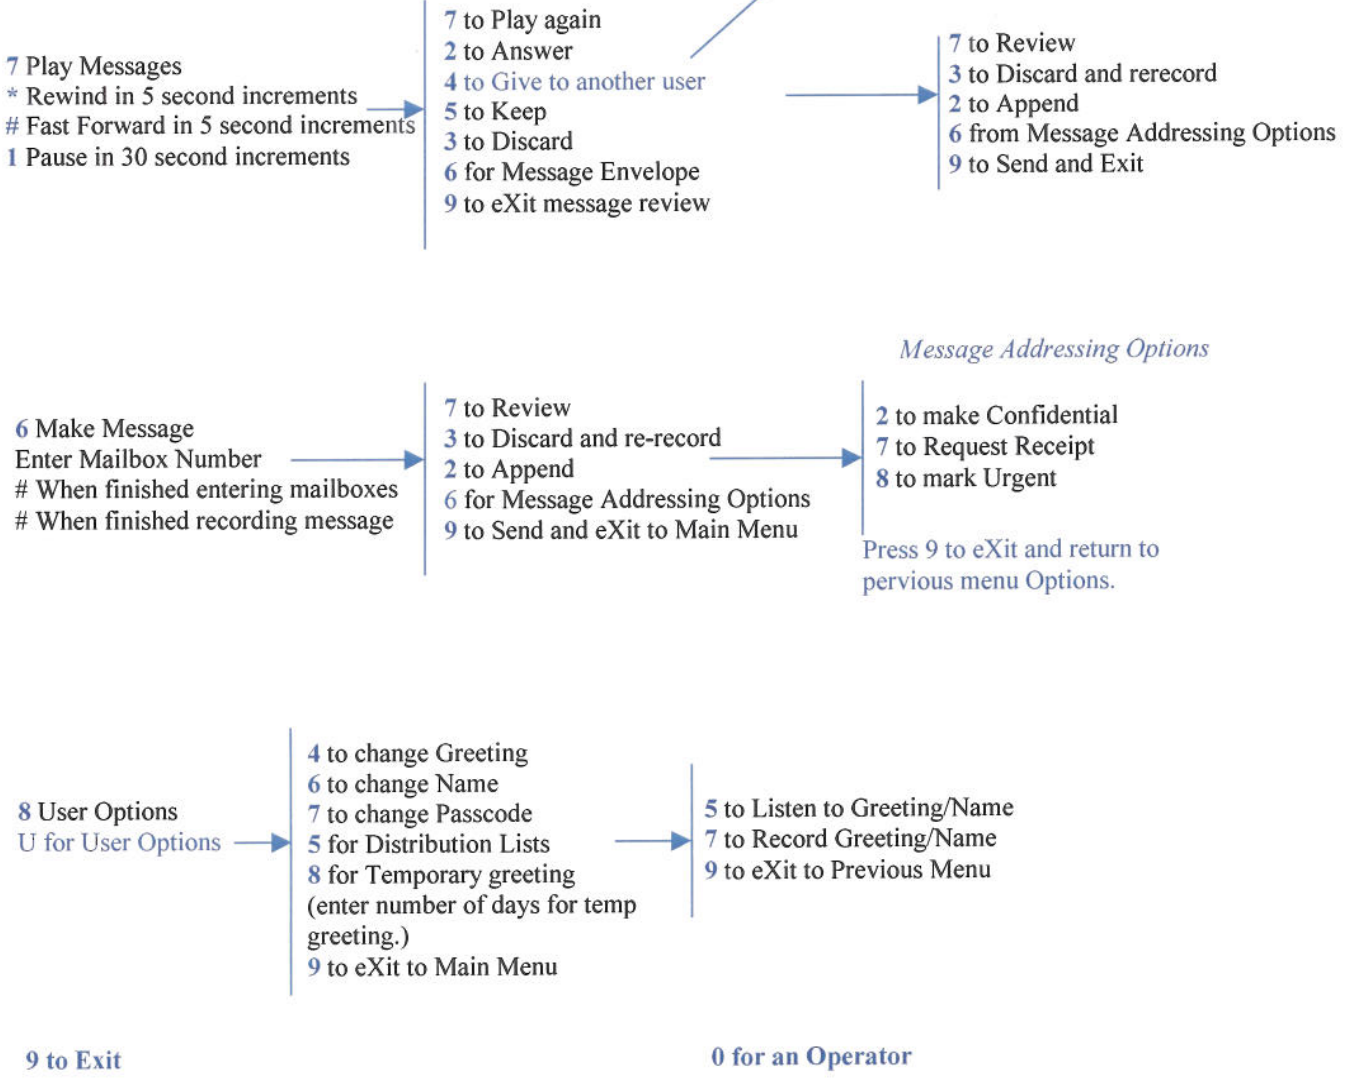 7 Play Messages
* Rewind in 5 second increments
# Fast Forward in 5 second increments
1 Pause in 30 second increments
7 to Play again
2 to Answer
4 to Give to another user
5 to Keep
3 to Discard
6 for Message Envelope
9 to eXit message review
7 to Review
3 to Discard and rerecord
2 to Append
6 from Message Addressing Options
9 to Send and Exit
6 Make Message
Enter Mailbox Number
# When finished entering mailboxes
# When finished recording message
7 to Review
3 to Discard and re-record
2 to Append
6 for Message Addressing Options
9 to Send and eXit to Main Menu
Message Addressing Options
2 to make Confidential
7 to Request Receipt
8 to mark Urgent
Press 9 to eXit and return to
pervious menu Options.
8 User Options
U for User Options
4 to change Greeting
6 to change Name
7 to change Passcode
5 for Distribution Lists
8 for Temporary greeting
(enter number of days for temp
greeting.)
9 to eXit to Main Menu
5 to Listen to Greeting/Name
7 to Record Greeting/Name
9 to eXit to Previous Menu
9 to Exit
0 for an Operator